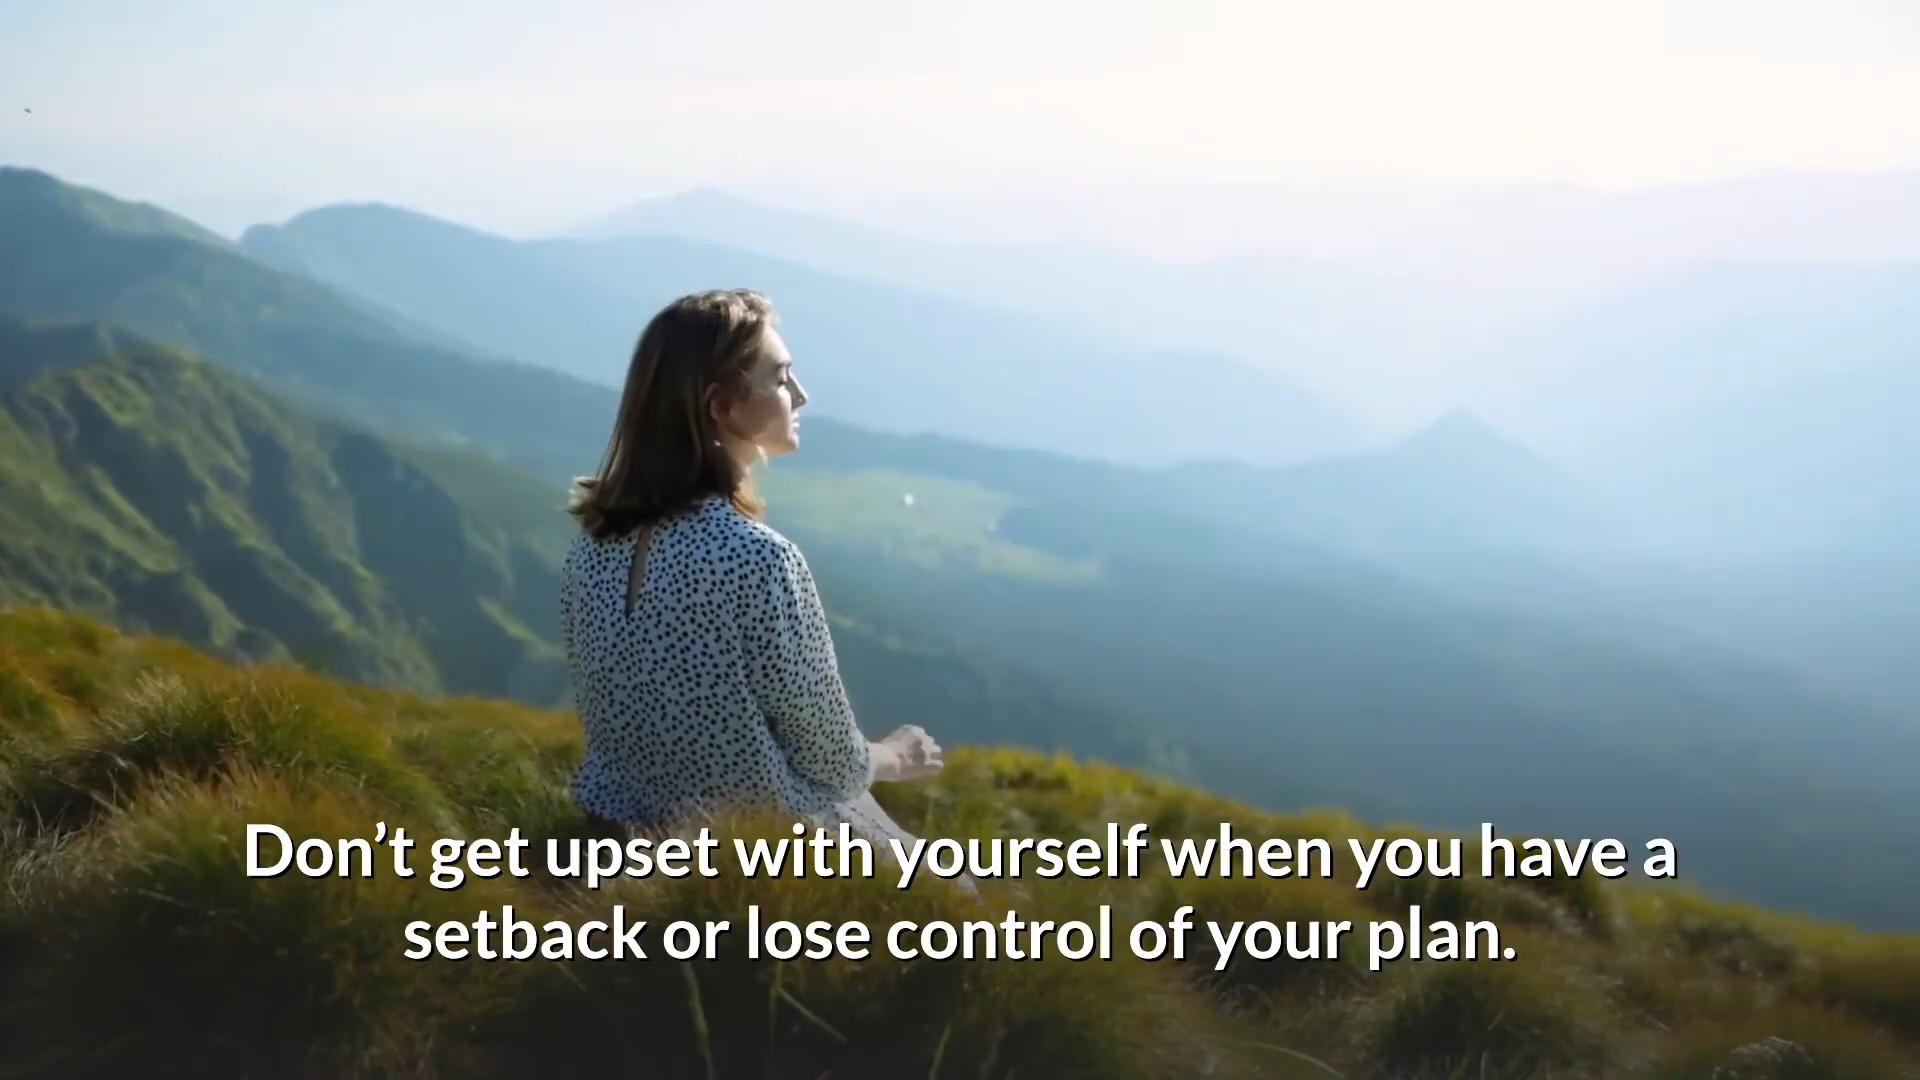 Don’t get upset with yourself when you have a
setback or lose control of your plan.